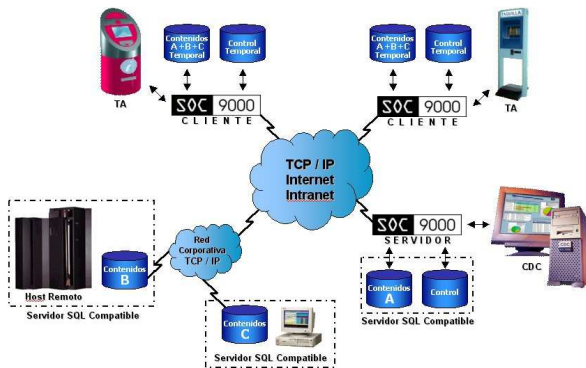 Contenidos
A+B+C
Temporal
Control
Temporal
TA
SOC 9000
CLIENTE
Contenidos
A+B+C
Temporal
Control
Temporal
TA
SOC 9000
CLIENTE
TCP / IP
Internet
Intranet
SOC 9000
SERVIDOR
CDC
Contenidos
A
Control
Servidor SQL Compatible
Red
Corporativa
TCP / IP
Contenidos
B
Host Remoto
Servidor SQL Compatible
Contenidos
C
Servidor SQL Compatible